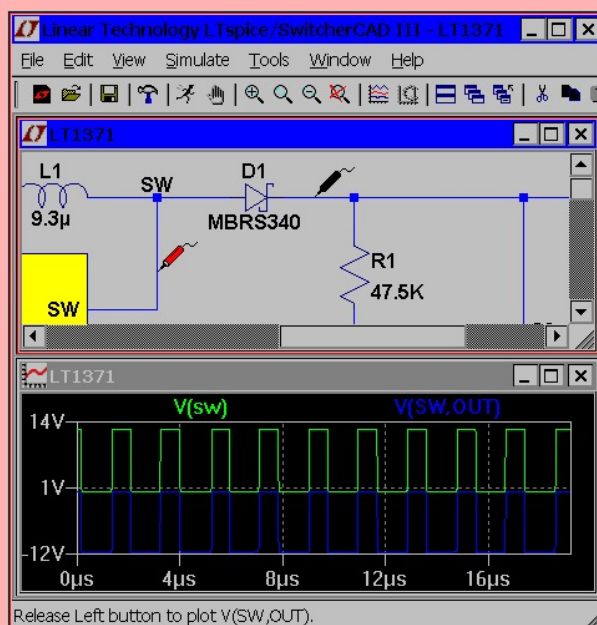 Linear Technology LTspice/SwitcherCAD III - LT1371
File Edit View Simulate Tools Window Help
LT1371
L1
9.3µ
SW
D1
MBRS340
R1
47.5K
SW
LT1371
V(sw) V(SW,OUT)
14V
1V
-12V
0µs 4µs 8µs 12µs 16µs
Release Left button to plot V(SW,OUT).